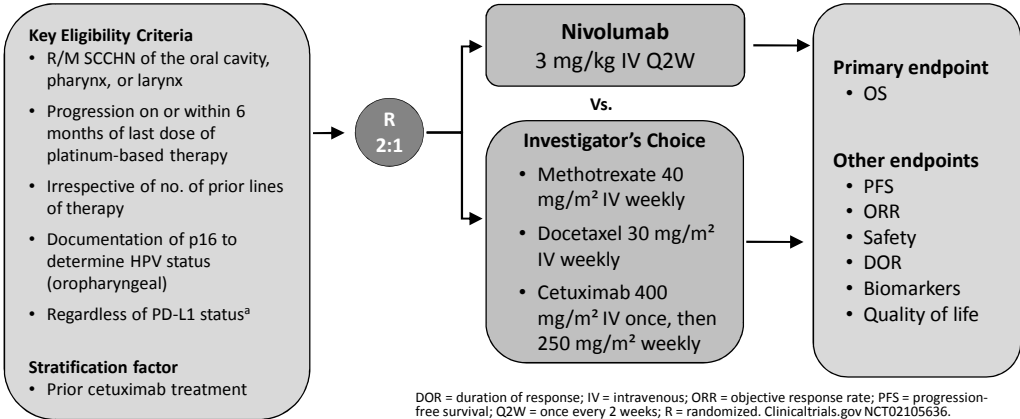 Key Eligibility Criteria
• R/M SCCHN of the oral cavity,
pharynx, or larynx
• Progression on or within 6
months of last dose of
platinum-based therapy
• Irrespective of no. of prior lines
of therapy
• Documentation of p16 to
determine HPV status
(oropharyngeal)
• Regardless of PD-L1 statusᵃ
Stratification factor
• Prior cetuximab treatment
R
2:1
Nivolumab
3 mg/kg IV Q2W
Vs.
Investigator’s Choice
• Methotrexate 40
mg/m² IV weekly
• Docetaxel 30 mg/m²
IV weekly
• Cetuximab 400
mg/m² IV once, then
250 mg/m² weekly
Primary endpoint
• OS
Other endpoints
• PFS
• ORR
• Safety
• DOR
• Biomarkers
• Quality of life
DOR = duration of response; IV = intravenous; ORR = objective response rate; PFS = progression-
free survival; Q2W = once every 2 weeks; R = randomized. Clinicaltrials.gov NCT02105636.